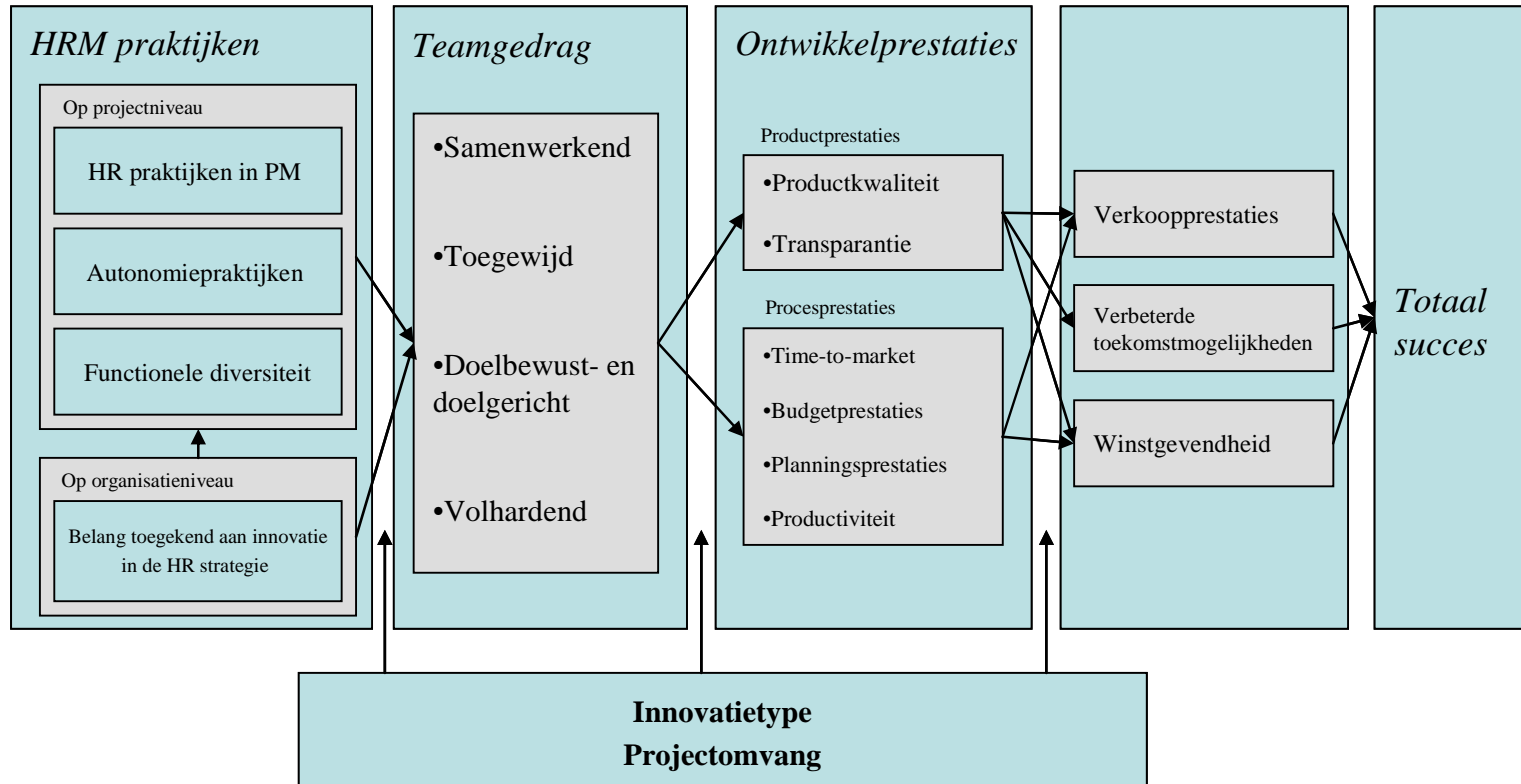 HRM praktijken
Op projectniveau
HR praktijken in PM
Autonomiepraktijken
Functionele diversiteit
Op organisatieniveau
Belang toegekend aan innovatie
in de HR strategie
Teamgedrag
•Samenwerkend
•Toegewijd
•Doelbewust- en
doelgericht
•Volhardend
Ontwikkelprestaties
Productprestaties
•Productkwaliteit
•Transparantie
Procesprestaties
•Time-to-market
•Budgetprestaties
•Planningsprestaties
•Productiviteit
Verkoopprestaties
Verbeterde
toekomstmogelijkheden
Winstgevendheid
Totaal
succes
Innovatietype
Projectomvang